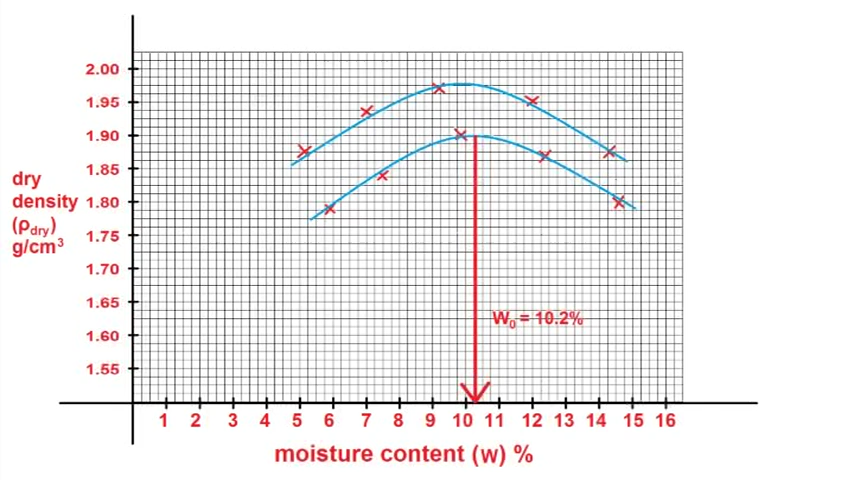 2.00
1.95
1.90
1.85
1.80
1.75
1.70
1.65
1.60
1.55
dry
density
(ρdry)
g/cm³
W₀ = 10.2%
1 2 3 4 5 6 7 8 9 10 11 12 13 14 15 16
moisture content (w) %